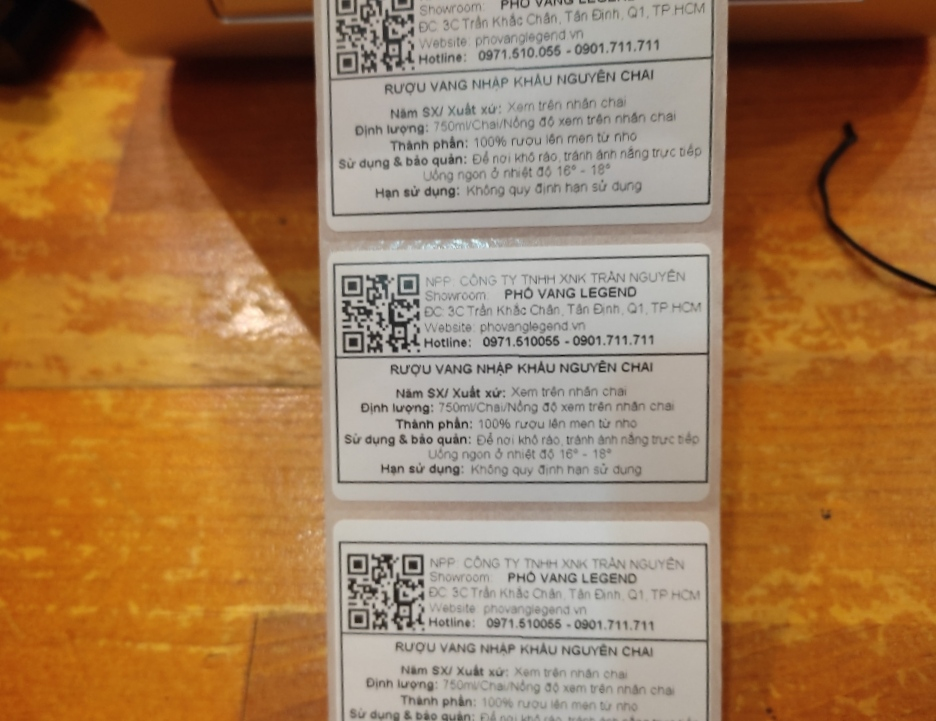 Showroom: PHỐ VANG LEGEND
ĐC: 3C Trần Khắc Chân, Tân Định, Q1, TP.HCM
Website: phovanglegend.vn
Hotline: 0971.510.055 - 0901.711.711
RƯỢU VANG NHẬP KHẨU NGUYÊN CHAI
Năm SX/ Xuất xứ: Xem trên nhãn chai
Định lượng: 750ml/Chai/Nồng độ xem trên nhãn chai
Thành phần: 100% rượu lên men từ nho
Sử dụng & bảo quản: Để nơi khô ráo, tránh ánh nắng trực tiếp
Uống ngon ở nhiệt độ 16° - 18°
Hạn sử dụng: Không quy định hạn sử dụng
NPP: CÔNG TY TNHH XNK TRẦN NGUYÊN
Showroom: PHỐ VANG LEGEND
ĐC: 3C Trần Khắc Chân, Tân Định, Q1, TP.HCM
Website: phovanglegend.vn
Hotline: 0971.510055 - 0901.711.711
RƯỢU VANG NHẬP KHẨU NGUYÊN CHAI
Năm SX/ Xuất xứ: Xem trên nhãn chai
Định lượng: 750ml/Chai/Nồng độ xem trên nhãn chai
Thành phần: 100% rượu lên men từ nho
Sử dụng & bảo quản: Để nơi khô ráo, tránh ánh nắng trực tiếp
Uống ngon ở nhiệt độ 16° - 18°
Hạn sử dụng: Không quy định hạn sử dụng
NPP: CÔNG TY TNHH XNK TRẦN NGUYÊN
Showroom: PHỐ VANG LEGEND
ĐC: 3C Trần Khắc Chân, Tân Định, Q1, TP.HCM
Website: phovanglegend.vn
Hotline: 0971.510055 - 0901.711.711
RƯỢU VANG NHẬP KHẨU NGUYÊN CHAI
Năm SX/ Xuất xứ: Xem trên nhãn chai
Định lượng: 750ml/Chai/Nồng độ xem trên nhãn chai
Thành phần: 100% rượu lên men từ nho
Sử dụng & bảo quản: Để nơi khô ráo, tránh ánh nắng trực tiếp